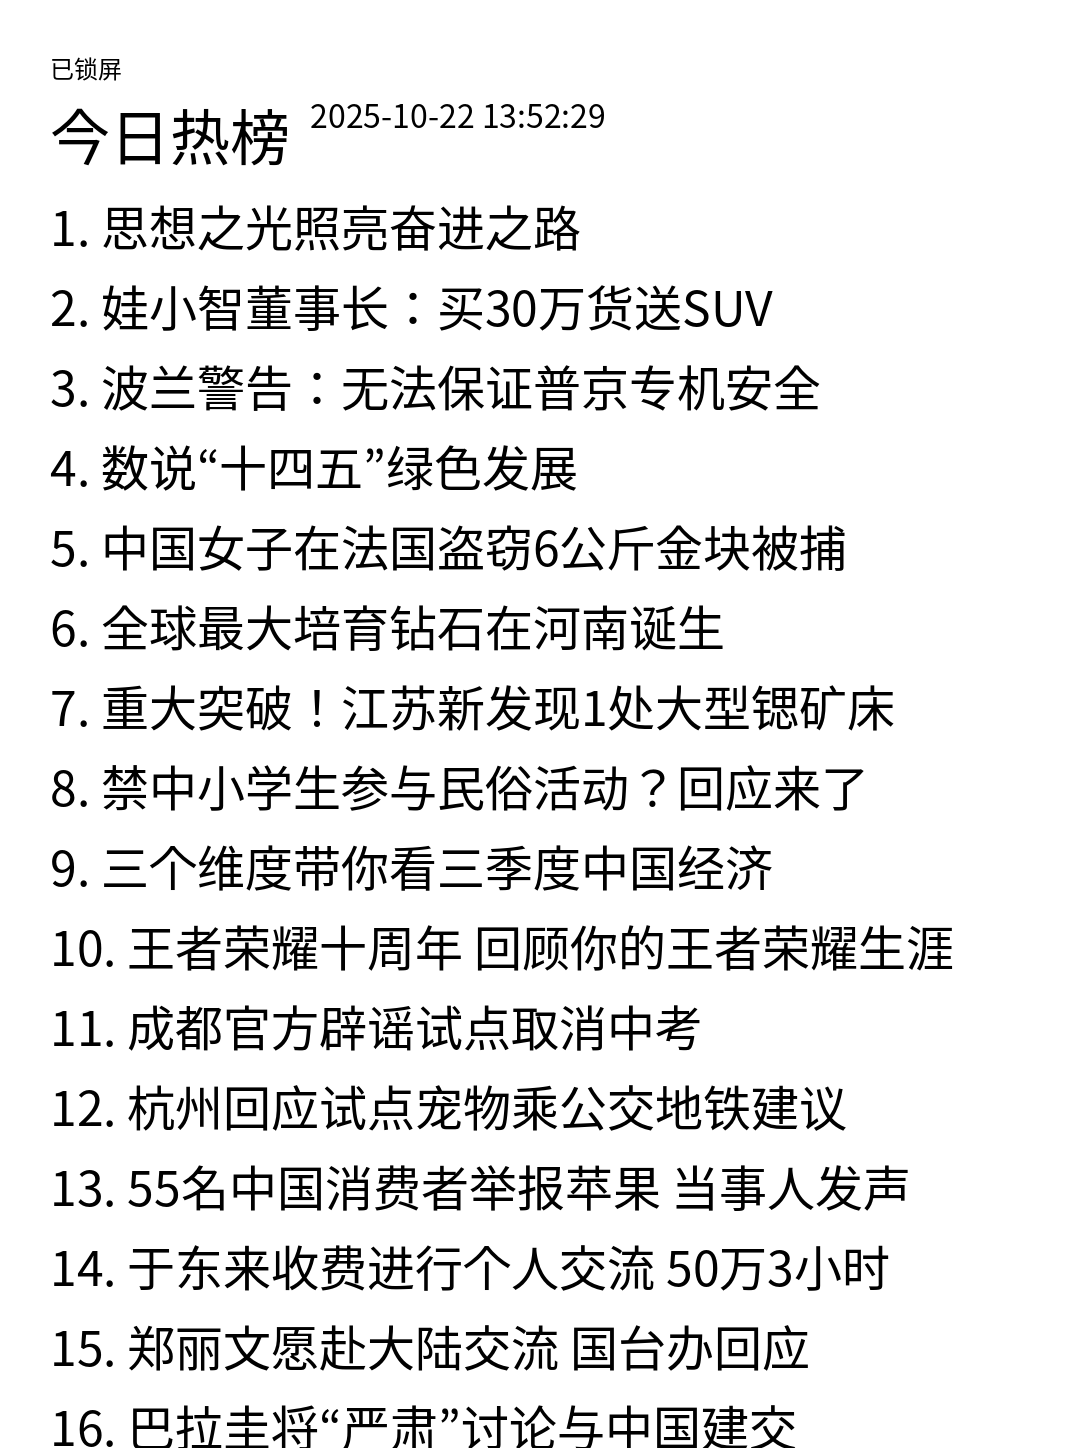 已锁屏
今日热榜 2025-10-22 13:52:29
1. 思想之光照亮奋进之路
2. 娃小智董事长：买30万货送SUV
3. 波兰警告：无法保证普京专机安全
4. 数说“十四五”绿色发展
5. 中国女子在法国盗窃6公斤金块被捕
6. 全球最大培育钻石在河南诞生
7. 重大突破！江苏新发现1处大型锶矿床
8. 禁中小学生参与民俗活动？回应来了
9. 三个维度带你看三季度中国经济
10. 王者荣耀十周年 回顾你的王者荣耀生涯
11. 成都官方辟谣试点取消中考
12. 杭州回应试点宠物乘公交地铁建议
13. 55名中国消费者举报苹果 当事人发声
14. 于东来收费进行个人交流 50万3小时
15. 郑丽文愿赴大陆交流 国台办回应
16. 巴拉圭将“严肃”讨论与中国建交